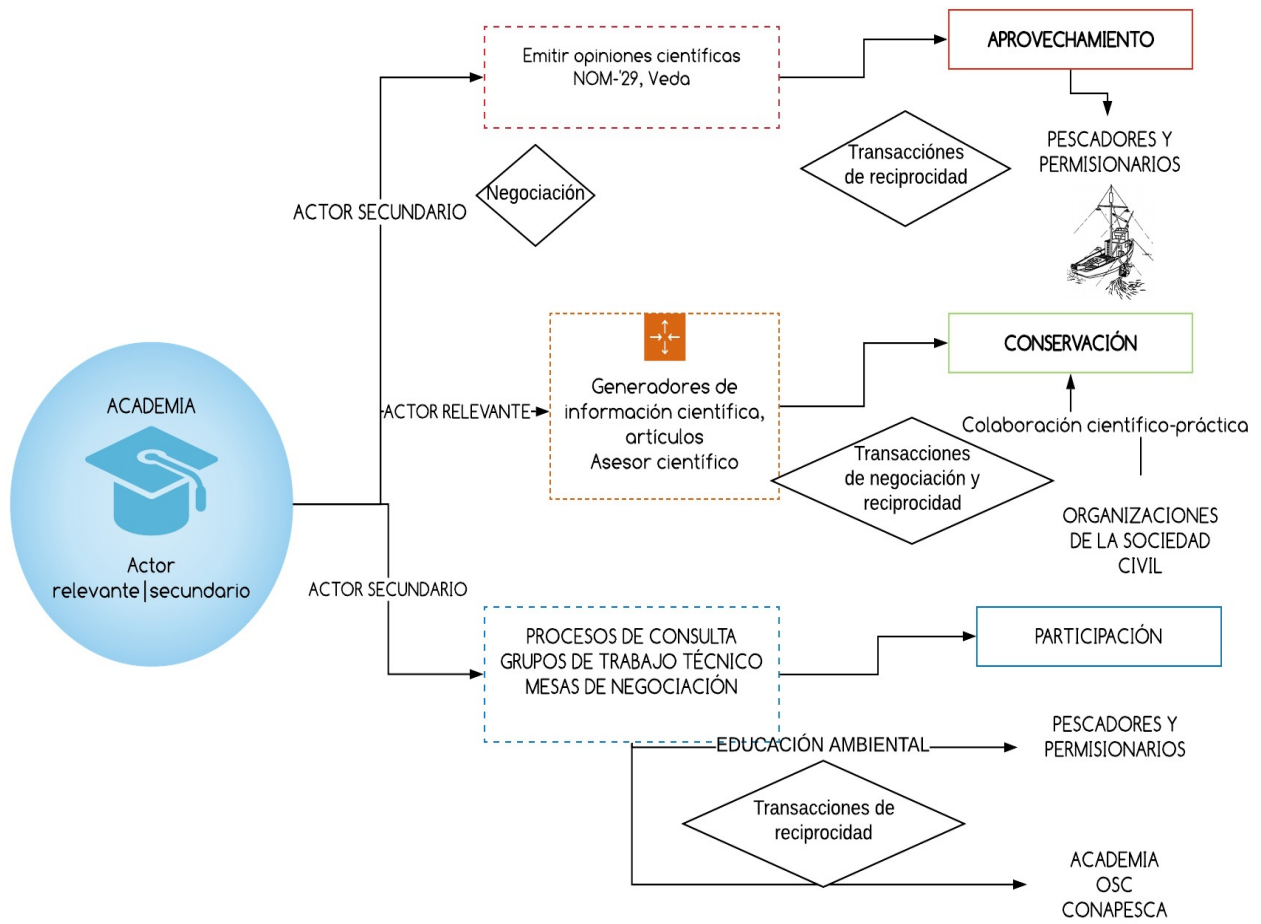 ACADEMIA
Actor
relevante|secundario
ACTOR SECUNDARIO
Emitir opiniones científicas
NOM-'29, Veda
Negociación
APROVECHAMIENTO
Transacciónes
de reciprocidad
PESCADORES Y
PERMISIONARIOS
ACTOR RELEVANTE
Generadores de
información científica,
artículos
Asesor científico
CONSERVACIÓN
Transacciones
de negociación y
reciprocidad
Colaboración científico-práctica
ORGANIZACIONES
DE LA SOCIEDAD
CIVIL
ACTOR SECUNDARIO
PROCESOS DE CONSULTA
GRUPOS DE TRABAJO TÉCNICO
MESAS DE NEGOCIACIÓN
PARTICIPACIÓN
EDUCACIÓN AMBIENTAL
PESCADORES Y
PERMISIONARIOS
Transacciones de
reciprocidad
ACADEMIA
OSC
CONAPESCA